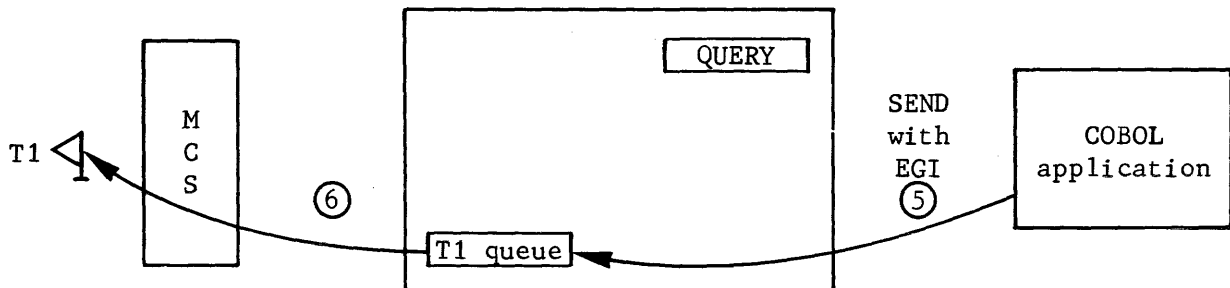 QUERY
M
C
S
T1
SEND
with
EGI
5
COBOL
application
6
T1 queue